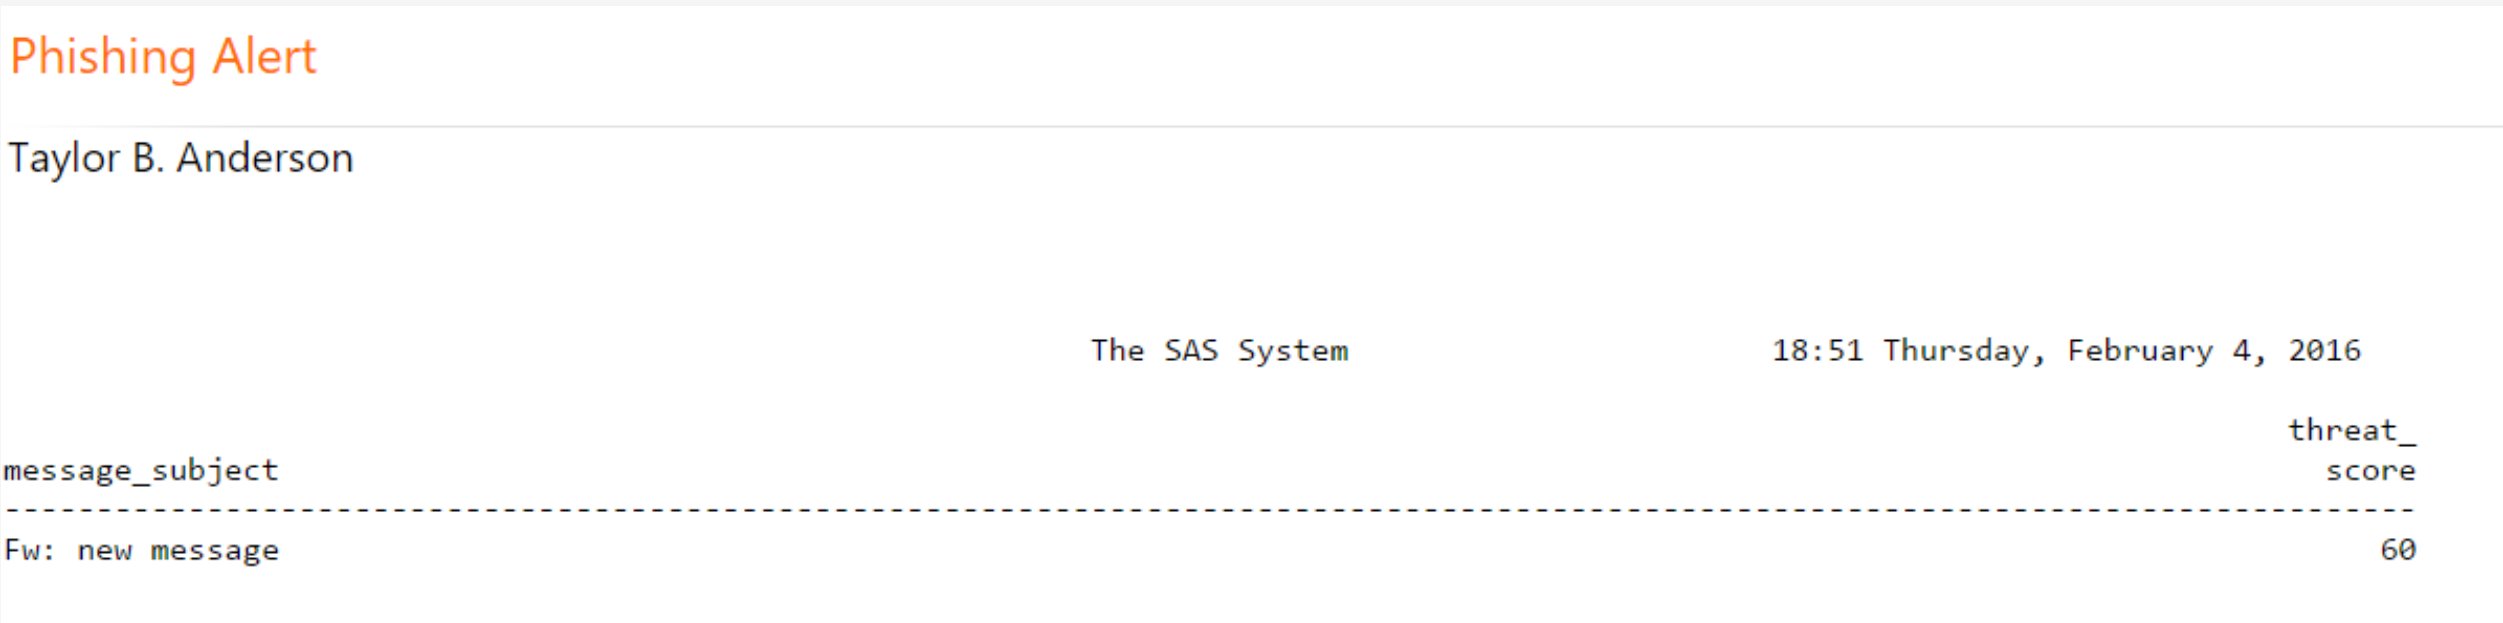 Phishing Alert
Taylor B. Anderson
The SAS System 18:51 Thursday, February 4, 2016
threat_
message_subject score
-----------------------------------------------------------------------------------------------------------------------------------
Fw: new message 60